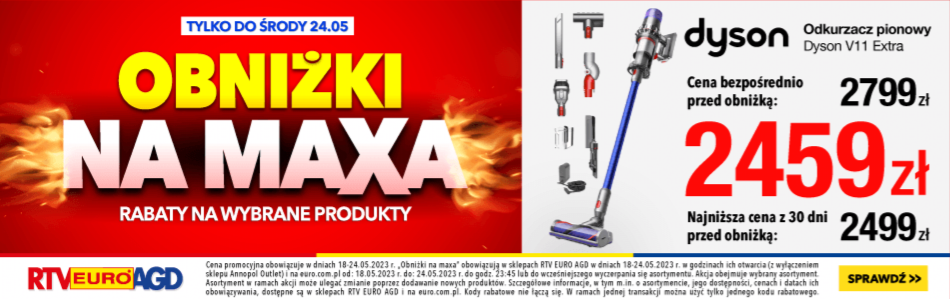 TYLKO DO ŚRODY 24.05
OBNIŻKI
NA MAXA
RABATY NA WYBRANE PRODUKTY
dyson
Odkurzacz pionowy
Dyson V11 Extra
Cena bezpośrednio
przed obniżką:
2799 zł
2459 zł
Najniższa cena z 30 dni
przed obniżką:
2499 zł
RTV EURO AGD
Cena promocyjna obowiązuje w dniach 18-24.05.2023 r. „Obniżki na maxa" obowiązują w sklepach RTV EURO AGD w dniach 18-24.05.2023 r. w godzinach ich otwarcia (z wyłączeniem
sklepu Annopol Outlet) i na euro.com.pl od: 18.05.2023 r. do: 24.05.2023 r. do godz. 23:45 lub do wcześniejszego wyczerpania się asortymentu. Akcja obejmuje wybrany asortyment.
Asortyment w ramach akcji może ulegać zmianie poprzez dodawanie nowych produktów. Szczegółowe informacje, w tym m.in. o asortymencie, jego dostępności, cenach i datach ich
obowiązywania, dostępne są w sklepach RTV EURO AGD i na euro.com.pl. Kody rabatowe nie łączą się. W ramach jednej transakcji można użyć tylko jednego kodu rabatowego.
SPRAWDŹ >>